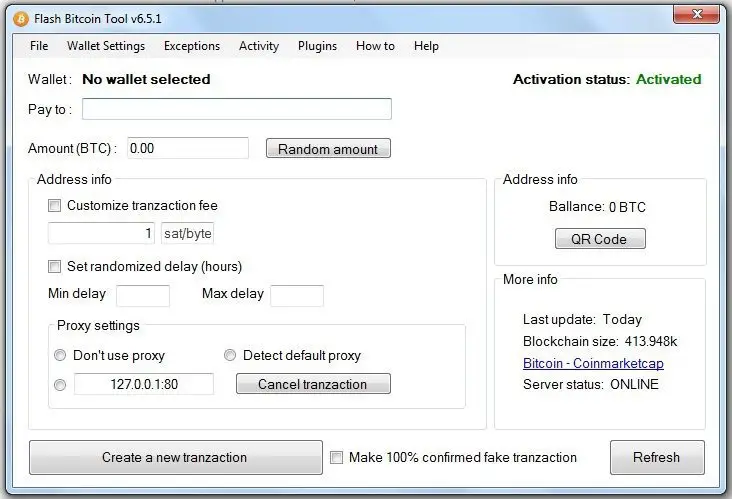 Flash Bitcoin Tool v6.5.1
File Wallet Settings Exceptions Activity Plugins How to Help
Wallet : No wallet selected Activation status: Activated
Pay to :
Amount (BTC) : 0.00 Random amount
Address info
Customize tranzaction fee
1 sat/byte
Set randomized delay (hours)
Min delay Max delay
Proxy settings
Don't use proxy Detect default proxy
127.0.0.1:80 Cancel tranzaction
Address info
Ballance: 0 BTC
QR Code
More info
Last update: Today
Blockchain size: 413.948k
Bitcoin - Coinmarketcap
Server status: ONLINE
Create a new tranzaction Make 100% confirmed fake tranzaction Refresh